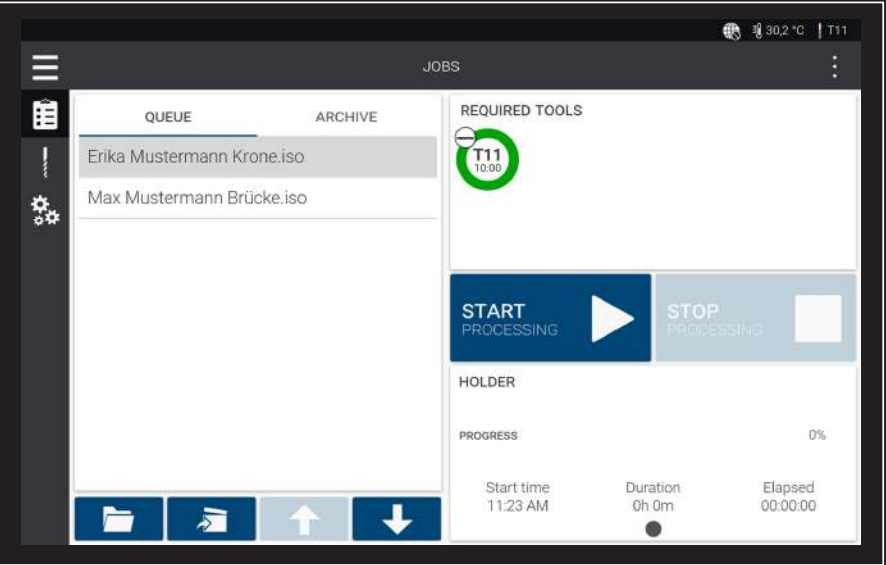 30,2 °C T11
JOBS
QUEUE ARCHIVE
Erika Mustermann Krone.iso
Max Mustermann Brücke.iso
REQUIRED TOOLS
T11
10:00
START
PROCESSING
STOP
PROCESSING
HOLDER
PROGRESS 0%
Start time Duration Elapsed
11:23 AM 0h 0m 00:00:00